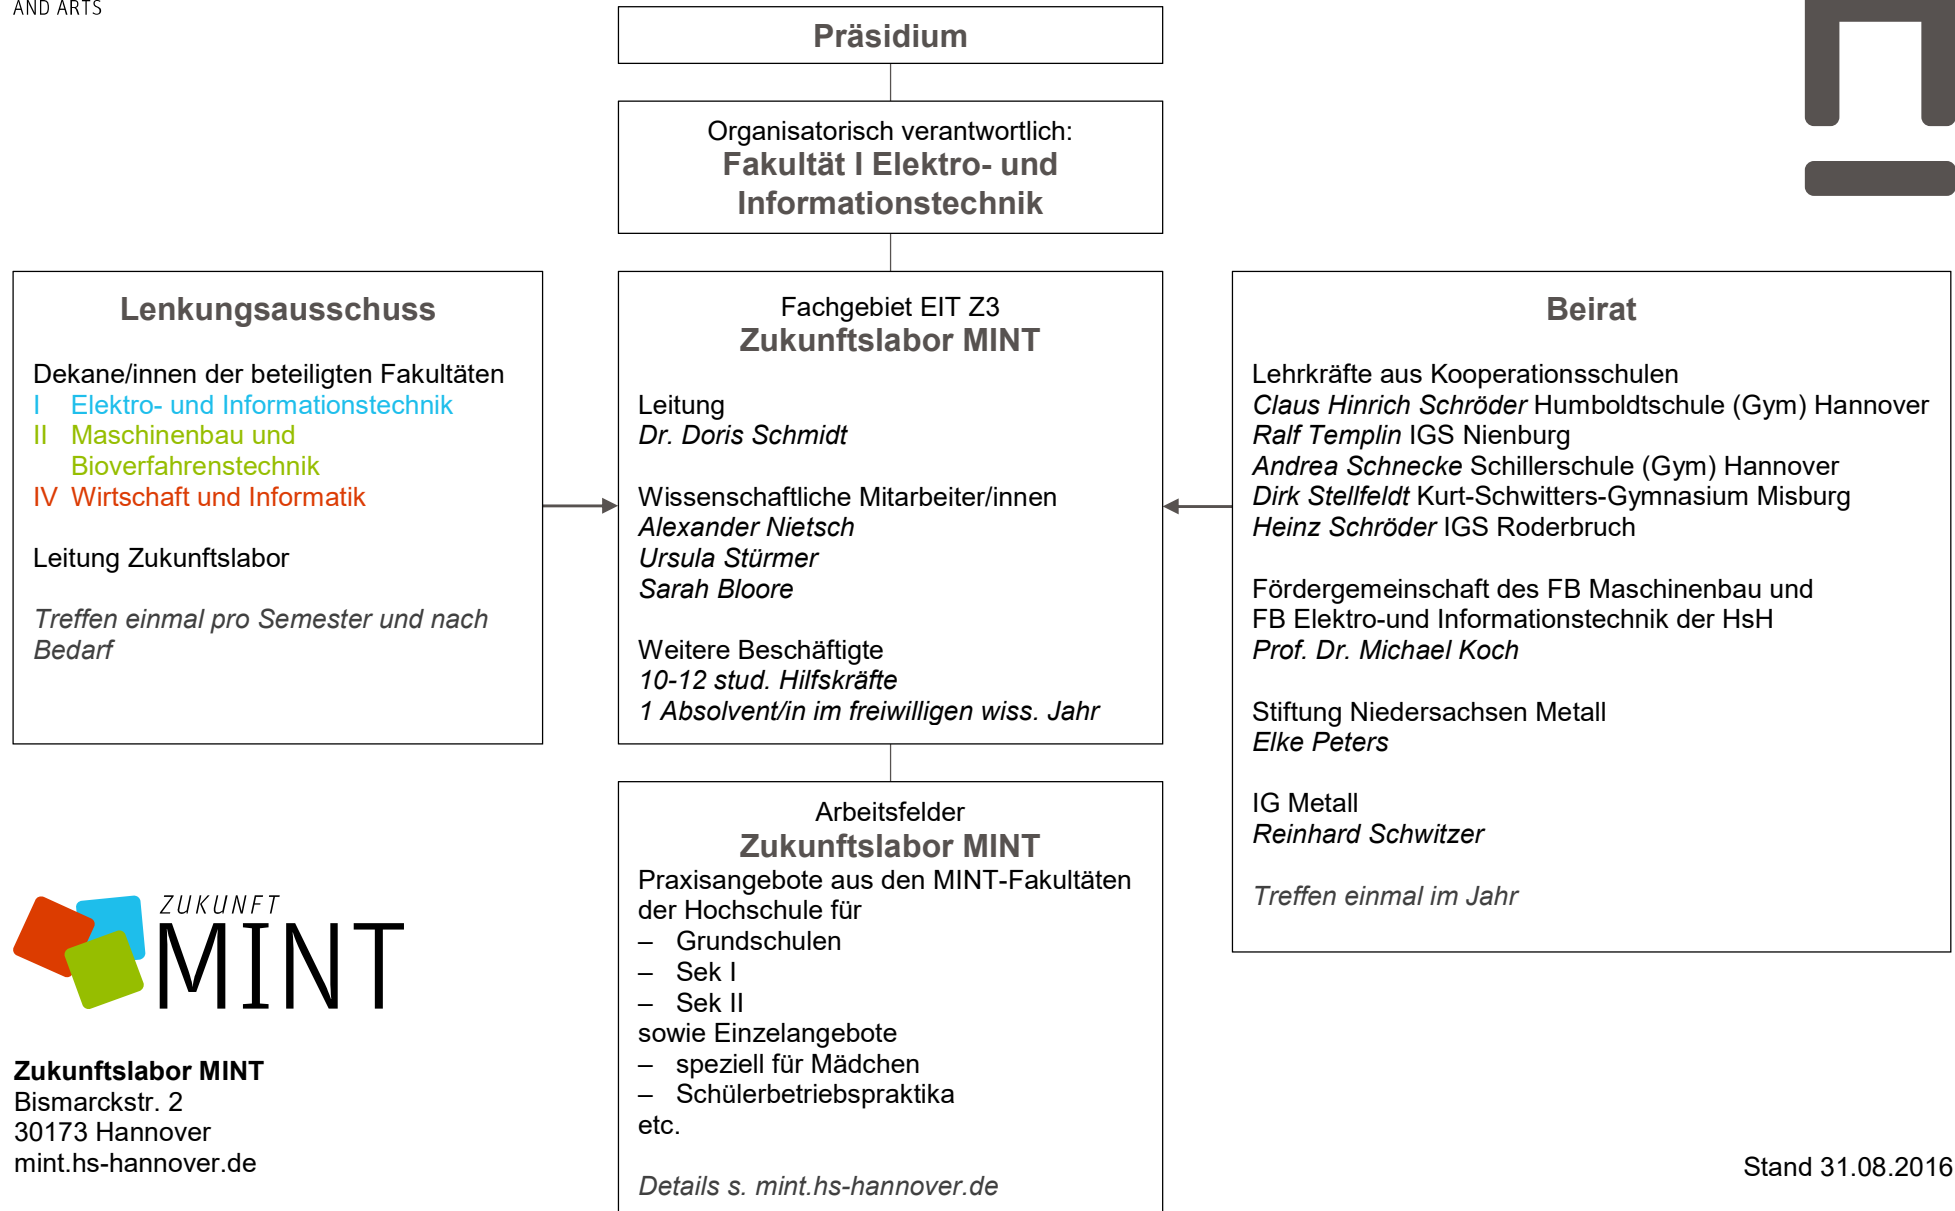 AND ARTS
Präsidium
Organisatorisch verantwortlich:
Fakultät I Elektro- und
Informationstechnik
Lenkungsausschuss
Dekane/innen der beteiligten Fakultäten
I Elektro- und Informationstechnik
II Maschinenbau und
Bioverfahrenstechnik
IV Wirtschaft und Informatik
Leitung Zukunftslabor
Treffen einmal pro Semester und nach
Bedarf
Fachgebiet EIT Z3
Zukunftslabor MINT
Leitung
Dr. Doris Schmidt
Wissenschaftliche Mitarbeiter/innen
Alexander Nietsch
Ursula Stürmer
Sarah Bloore
Weitere Beschäftigte
10-12 stud. Hilfskräfte
1 Absolvent/in im freiwilligen wiss. Jahr
Beirat
Lehrkräfte aus Kooperationsschulen
Claus Hinrich Schröder Humboldtschule (Gym) Hannover
Ralf Templin IGS Nienburg
Andrea Schnecke Schillerschule (Gym) Hannover
Dirk Stellfeldt Kurt-Schwitters-Gymnasium Misburg
Heinz Schröder IGS Roderbruch
Fördergemeinschaft des FB Maschinenbau und
FB Elektro-und Informationstechnik der HsH
Prof. Dr. Michael Koch
Stiftung Niedersachsen Metall
Elke Peters
IG Metall
Reinhard Schwitzer
Treffen einmal im Jahr
Arbeitsfelder
Zukunftslabor MINT
Praxisangebote aus den MINT-Fakultäten
der Hochschule für
– Grundschulen
– Sek I
– Sek II
sowie Einzelangebote
– speziell für Mädchen
– Schülerbetriebspraktika
etc.
Details s. mint.hs-hannover.de
ZUKUNFT
MINT
Zukunftslabor MINT
Bismarckstr. 2
30173 Hannover
mint.hs-hannover.de
Stand 31.08.2016